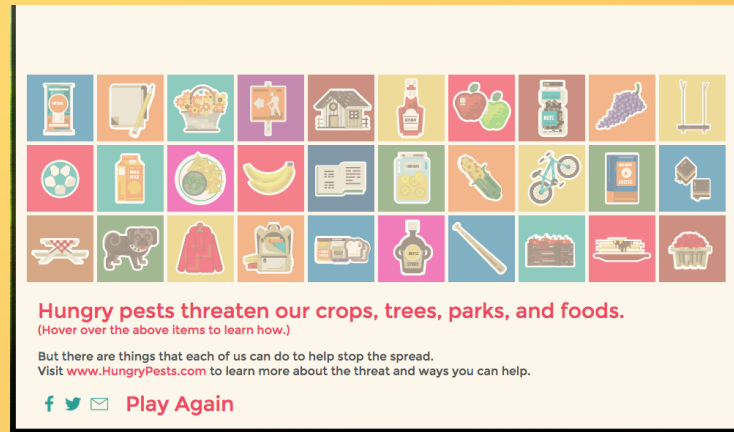 Hungry pests threaten our crops, trees, parks, and foods.
(Hover over the above items to learn how.)
But there are things that each of us can do to help stop the spread.
Visit www.HungryPests.com to learn more about the threat and ways you can help.
Play Again